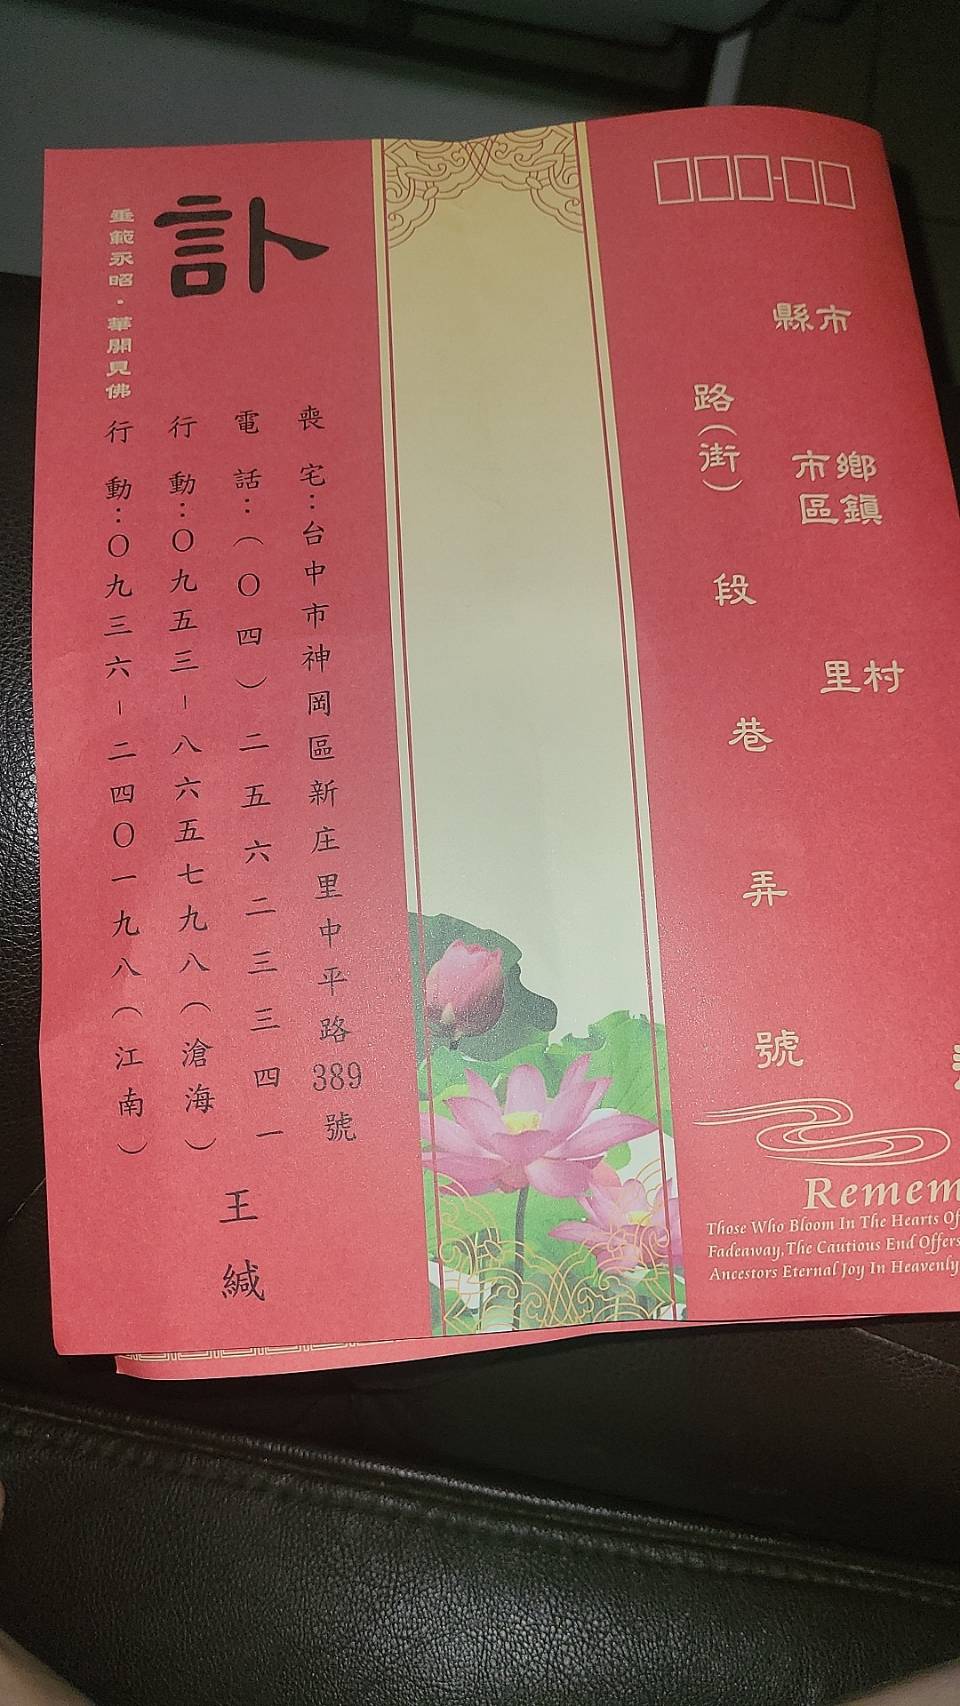 縣市
鄉鎮
市區
村里
路(街)
段
巷
弄
號
Remem
Those Who Bloom In The Hearts Of
Fadeaway, The Cautious End Offers
Ancestors Eternal Joy In Heavenly
訃
喪宅：台中市神岡區新庄里中平路389號
電話：（〇四）二五六二三三四一
行動：〇九五三－八六五七九八（滄海）
行動：〇九三六－二四〇一九八（江南）
王緘
垂範永昭・華開見佛